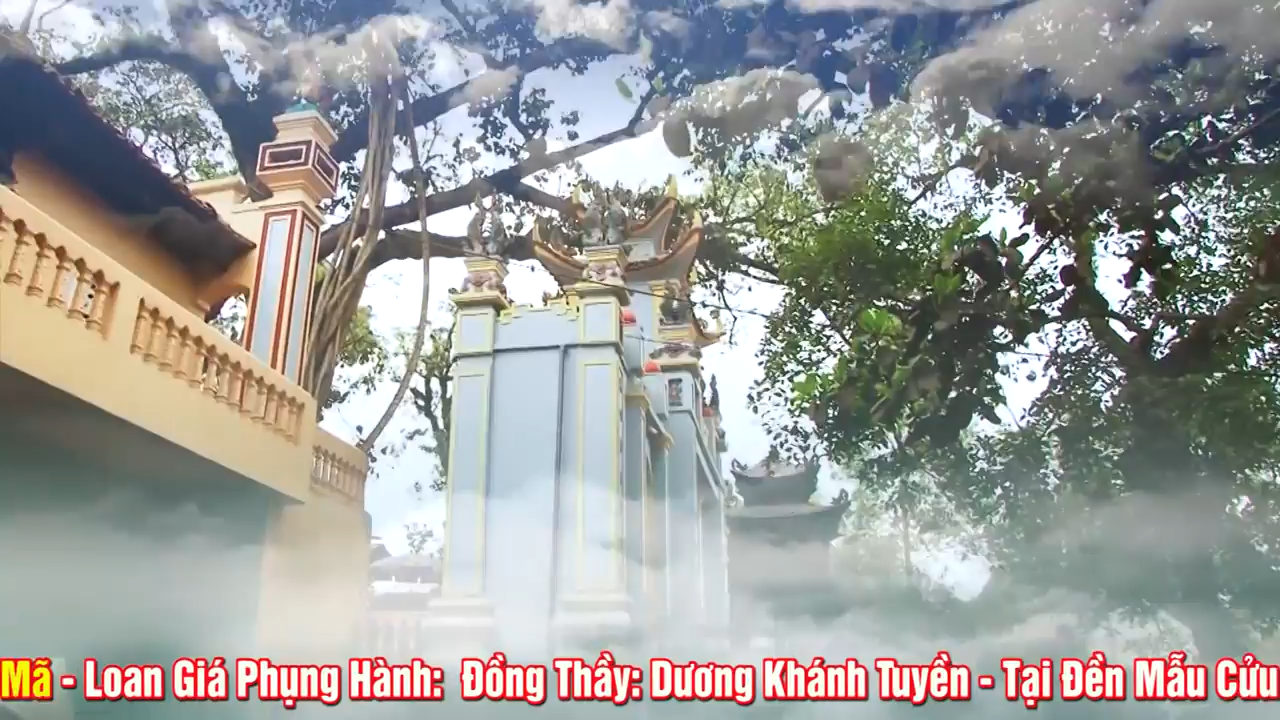 Mã - Loan Giá Phụng Hành: Đồng Thầy: Dương Khánh Tuyền - Tại Đền Mẫu Cửu